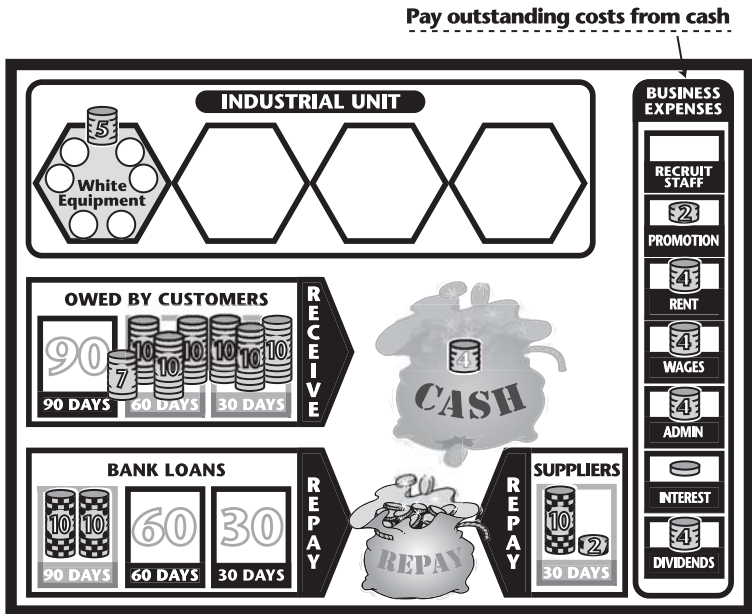 Pay outstanding costs from cash
INDUSTRIAL UNIT
5
White
Equipment
BUSINESS
EXPENSES
RECRUIT
STAFF
2
PROMOTION
4
RENT
4
WAGES
4
ADMIN
INTEREST
4
DIVIDENDS
OWED BY CUSTOMERS
90
7 10 10 10 10 10 10
90 DAYS 60 DAYS 30 DAYS
RECEIVE
4
CASH
BANK LOANS
10 10 60 30
90 DAYS 60 DAYS 30 DAYS
REPAY
REPAY
REPAY
SUPPLIERS
10 2
30 DAYS